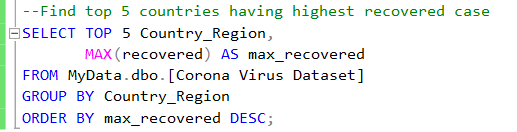 --Find top 5 countries having highest recovered case
SELECT TOP 5 Country_Region,
MAX(recovered) AS max_recovered
FROM MyData.dbo.[Corona Virus Dataset]
GROUP BY Country_Region
ORDER BY max_recovered DESC;